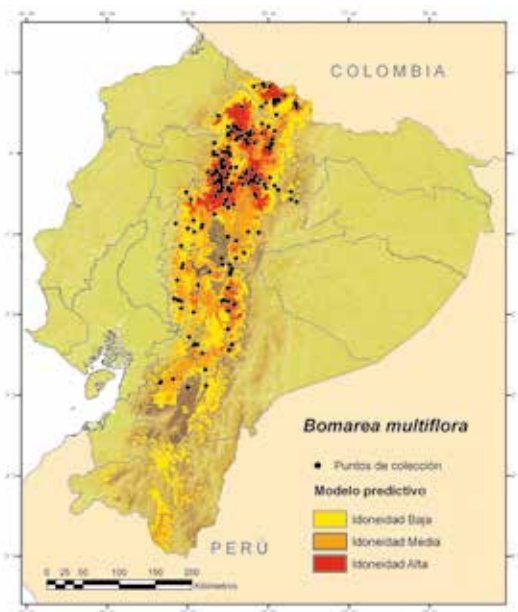 COLOMBIA
Bomarea multiflora
Puntos de colección
Modelo predictivo
Idoneidad Baja
Idoneidad Media
Idoneidad Alta
PERÚ
0 25 50 100 150 200
Kilometros